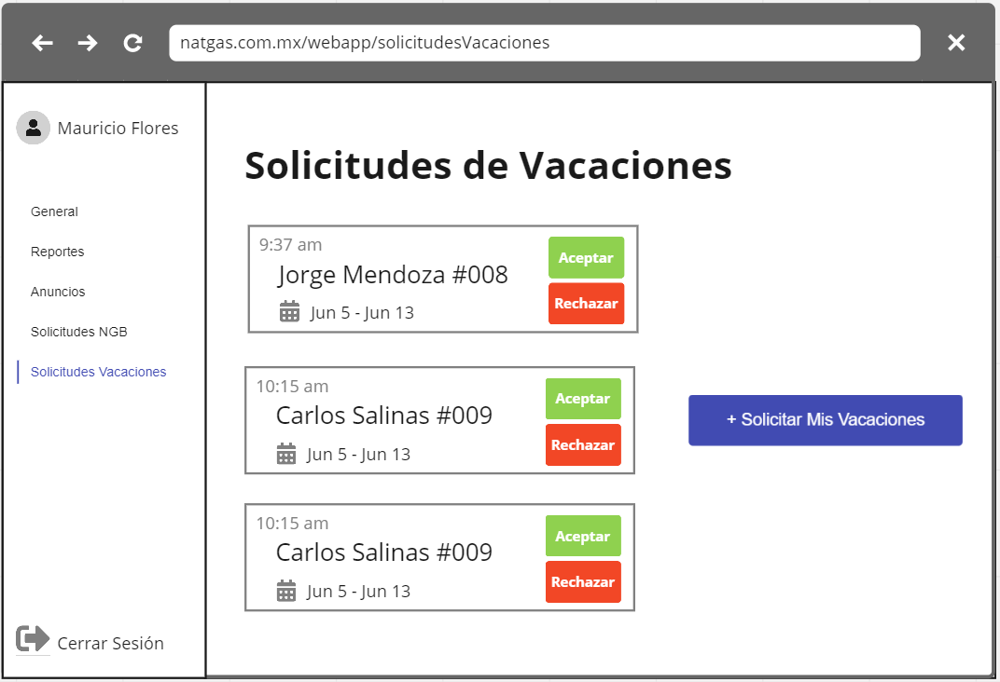 natgas.com.mx/webapp/solicitudesVacaciones
Mauricio Flores
General
Reportes
Anuncios
Solicitudes NGB
Solicitudes Vacaciones
Cerrar Sesión
Solicitudes de Vacaciones
9:37 am
Jorge Mendoza #008
Jun 5 - Jun 13
Aceptar
Rechazar
10:15 am
Carlos Salinas #009
Jun 5 - Jun 13
Aceptar
Rechazar
10:15 am
Carlos Salinas #009
Jun 5 - Jun 13
Aceptar
Rechazar
+ Solicitar Mis Vacaciones